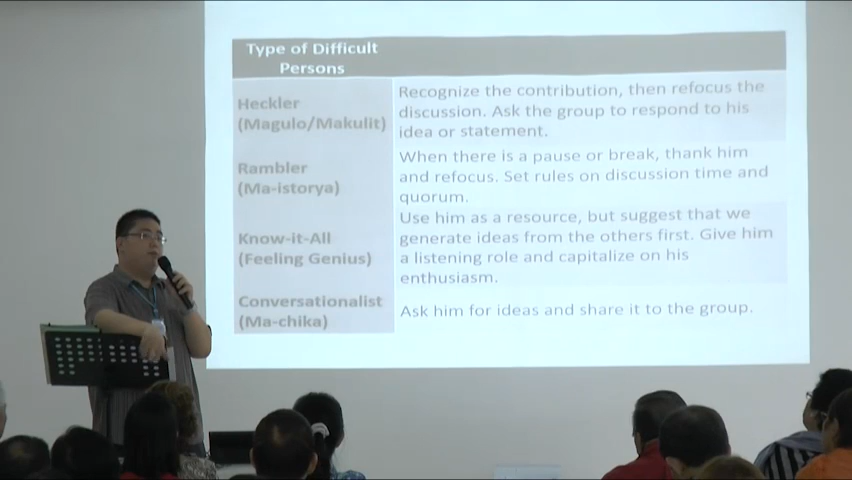 Type of Difficult
Persons
Heckler
(Magulo/Makulit)
Recognize the contribution, then refocus the
discussion. Ask the group to respond to his
idea or statement.
Rambler
(Ma-istorya)
When there is a pause or break, thank him
and refocus. Set rules on discussion time and
quorum.
Know-it-All
(Feeling Genius)
Use him as a resource, but suggest that we
generate ideas from the others first. Give him
a listening role and capitalize on his
enthusiasm.
Conversationalist
(Ma-chika)
Ask him for ideas and share it to the group.